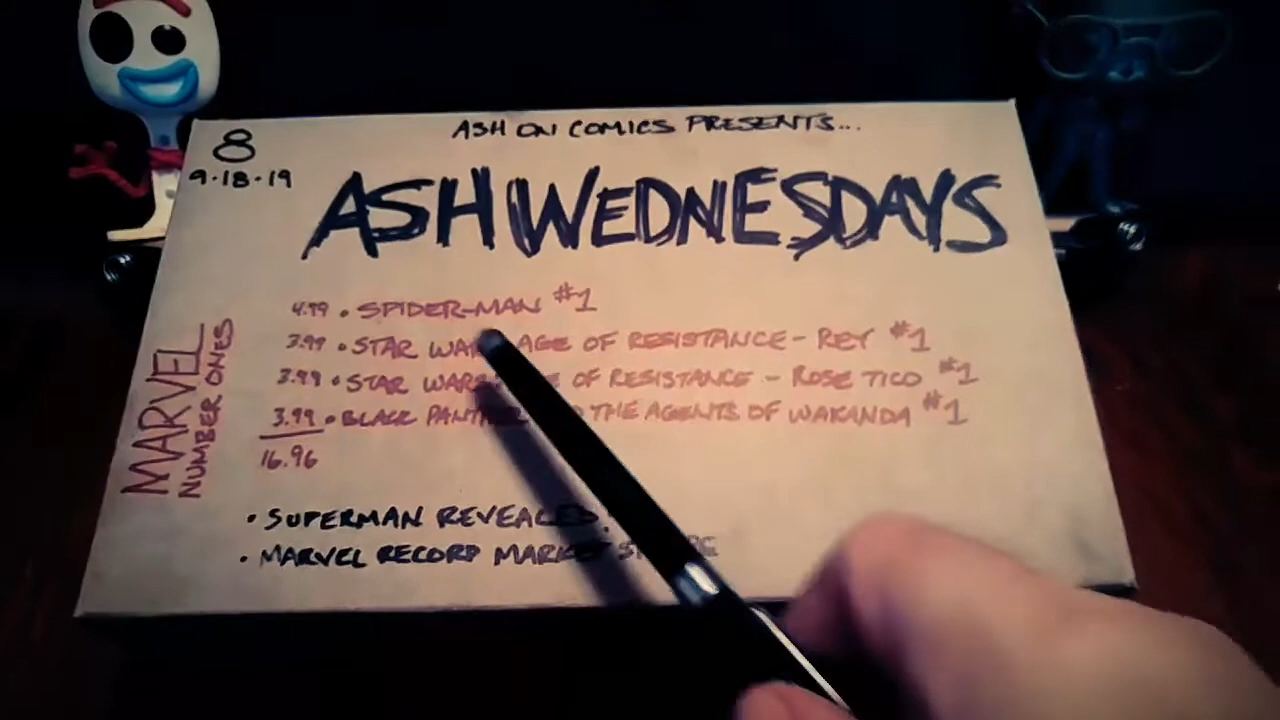 ASH ON COMICS PRESENTS...
8
9-18-19
ASH WEDNESDAYS
MARVEL
NUMBER ONES
4.99 • SPIDER-MAN #1
3.99 • STAR WARS AGE OF RESISTANCE - REY #1
3.99 • STAR WARS OF RESISTANCE - ROSE TICO #1
3.99 • BLACK PANTHER THE AGENTS OF WAKANDA #1
16.96
• SUPERMAN REVEALED
• MARVEL RECORD MARKET